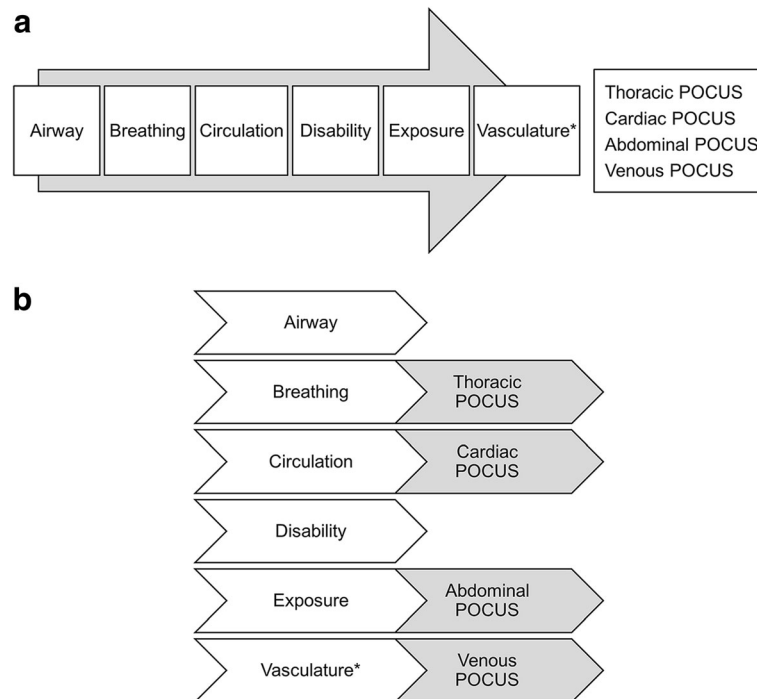 a
Airway
Breathing
Circulation
Disability
Exposure
Vasculature*
Thoracic POCUS
Cardiac POCUS
Abdominal POCUS
Venous POCUS
b
Airway
Breathing
Thoracic
POCUS
Circulation
Cardiac
POCUS
Disability
Exposure
Abdominal
POCUS
Vasculature*
Venous
POCUS